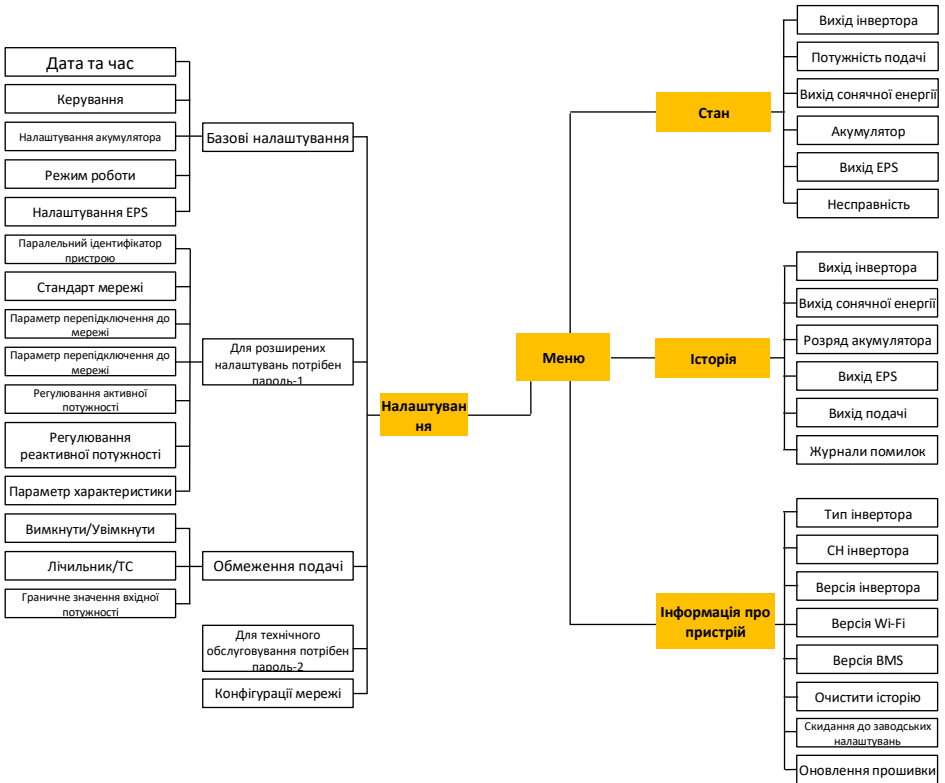 Дата та час
Керування
Налаштування акумулятора
Режим роботи
Налаштування EPS
Базові налаштування
Паралельний ідентифікатор
пристрою
Стандарт мережі
Параметр перепідключення до
мережі
Параметр перепідключення до
мережі
Регулювання активної
потужності
Регулювання
реактивної потужності
Параметр характеристики
Для розширених
налаштувань потрібен
пароль-1
Вимкнути/Увімкнути
Лічильник/ТС
Граничне значення вхідної
потужності
Обмеження подачі
Для технічного
обслуговування потрібен
пароль-2
Конфігурації мережі
Налаштуван
ня
Меню
Стан
Вихід інвертора
Потужність подачі
Вихід сонячної енергії
Акумулятор
Вихід EPS
Несправність
Історія
Вихід інвертора
Вихід сонячної енергії
Розряд акумулятора
Вихід EPS
Вихід подачі
Журнали помилок
Інформація про
пристрій
Тип інвертора
СН інвертора
Версія інвертора
Версія Wi-Fi
Версія BMS
Очистити історію
Скидання до заводських
налаштувань
Оновлення прошивки